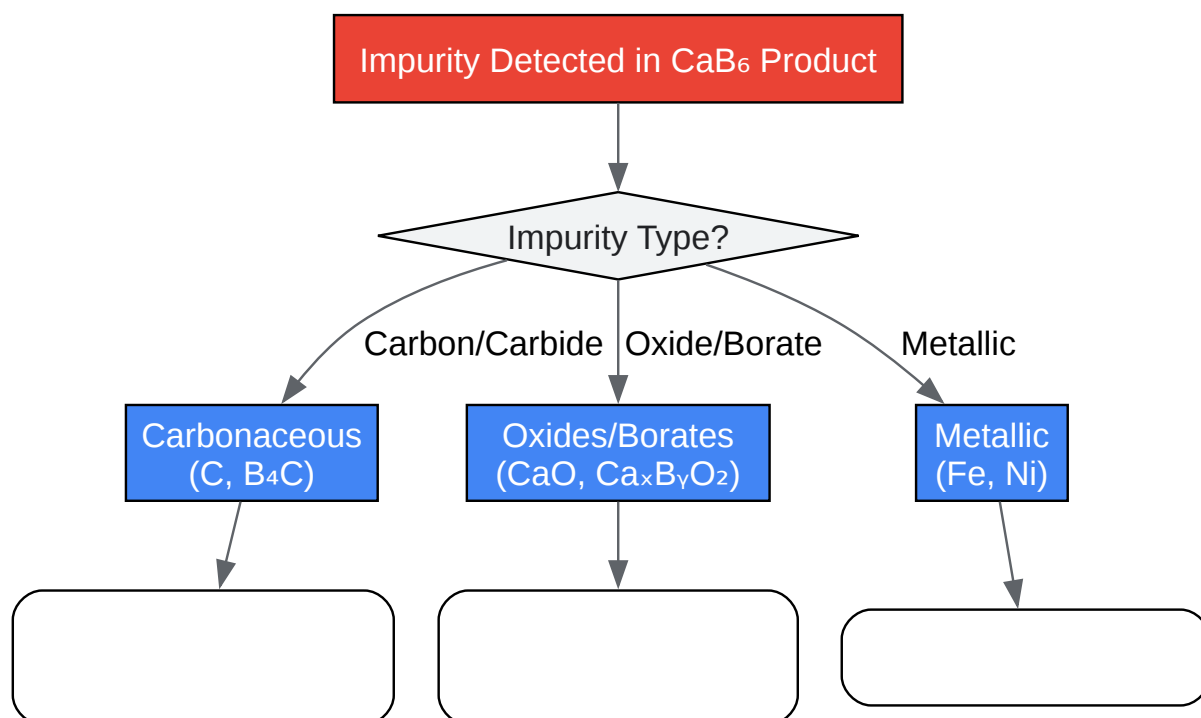 Impurity Detected in CaB₆ Product
Impurity Type?
Carbon/Carbide
Oxide/Borate
Metallic
Carbonaceous
(C, B₄C)
Oxides/Borates
(CaO, CaₓBᵧO₂)
Metallic
(Fe, Ni)